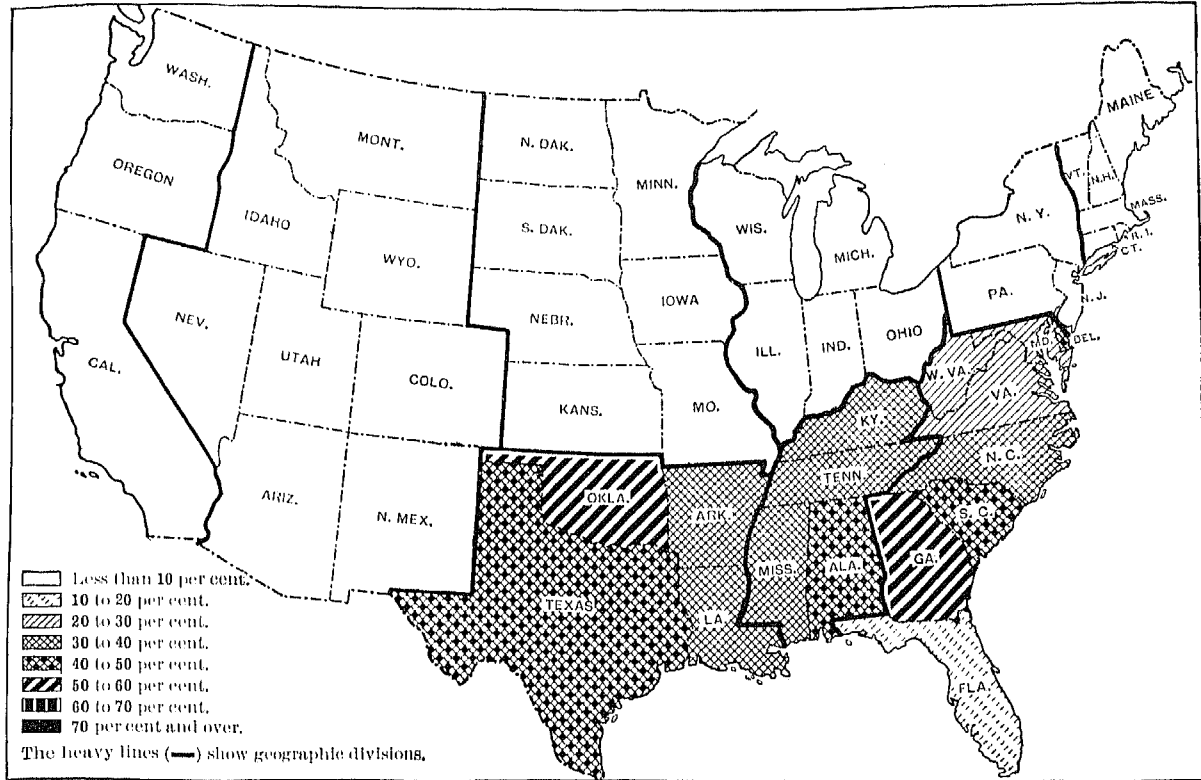 WASH.
MONT.
N. DAK.
MINN.
MAINE
OREGON
IDAHO
S. DAK.
WIS.
MICH.
N. Y.
VT.
N.H.
MASS.
R. I.
CT.
WYO.
NEBR.
IOWA
PA.
N. J.
NEV.
UTAH
COLO.
CAL.
KANS.
MO.
ILL.
IND.
OHIO
W. VA.
MD.
DEL.
VA.
KY.
ARIZ.
N. MEX.
OKLA.
ARK.
TENN.
N. C.
S. C.
TEXAS
LA.
MISS.
ALA.
GA.
FLA.
Less than 10 per cent.
10 to 20 per cent.
20 to 30 per cent.
30 to 40 per cent.
40 to 50 per cent.
50 to 60 per cent.
60 to 70 per cent.
70 per cent and over.
The heavy lines (━) show geographic divisions.